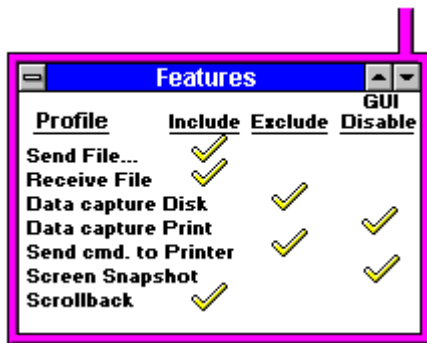 Features
GUI
Profile Include Exclude Disable
Send File...
Receive File
Data capture Disk
Data capture Print
Send cmd. to Printer
Screen Snapshot
Scrollback